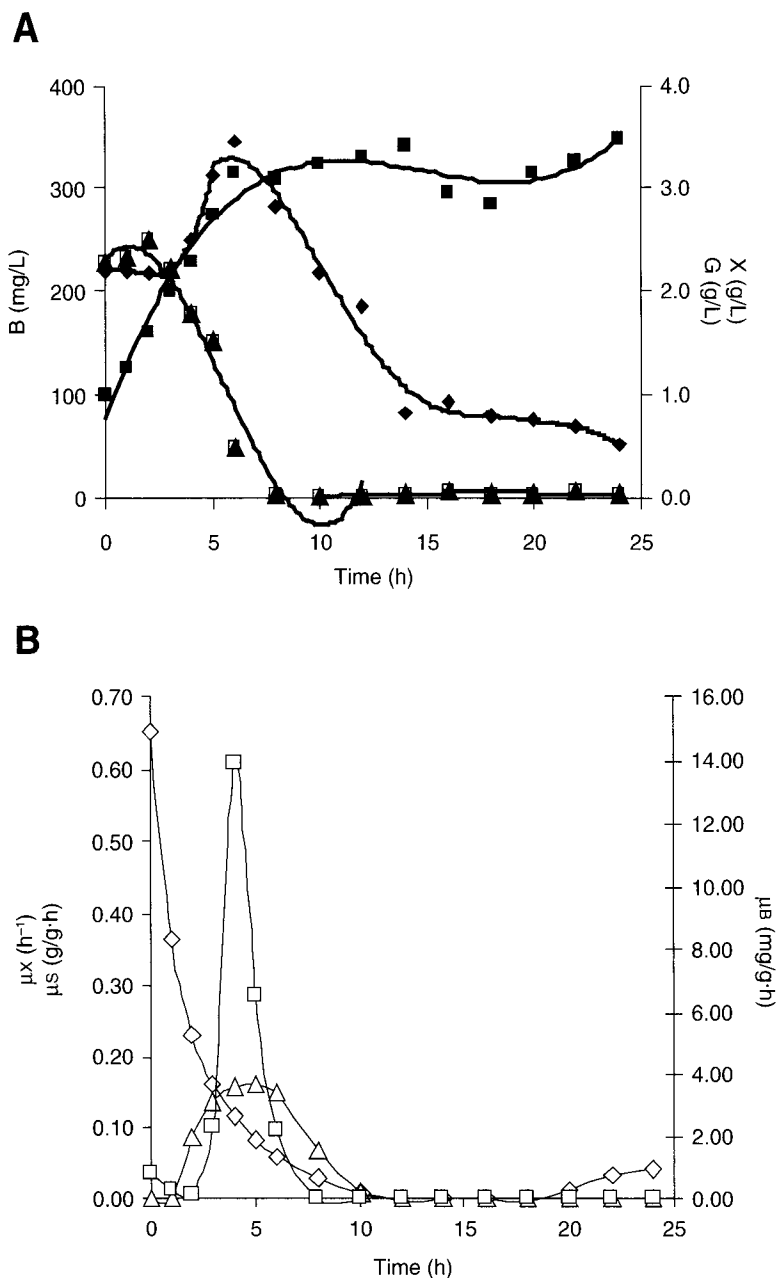 A
400
300
200
100
0
B (mg/L)
4.0
3.0
2.0
1.0
0.0
X (g/L)
G (g/L)
0 5 10 15 20 25
Time (h)
B
0.70
0.60
0.50
0.40
0.30
0.20
0.10
0.00
μx (h⁻¹)
μs (g/g·h)
16.00
14.00
12.00
10.00
8.00
6.00
4.00
2.00
0.00
μB (mg/g·h)
0 5 10 15 20 25
Time (h)